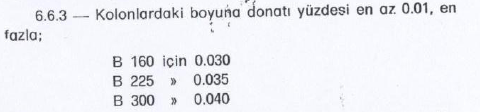 6.6.3 — Kolonlardaki boyuna donatı yüzdesi en az 0.01, en
fazla;
B 160 için 0.030
B 225 » 0.035
B 300 » 0.040